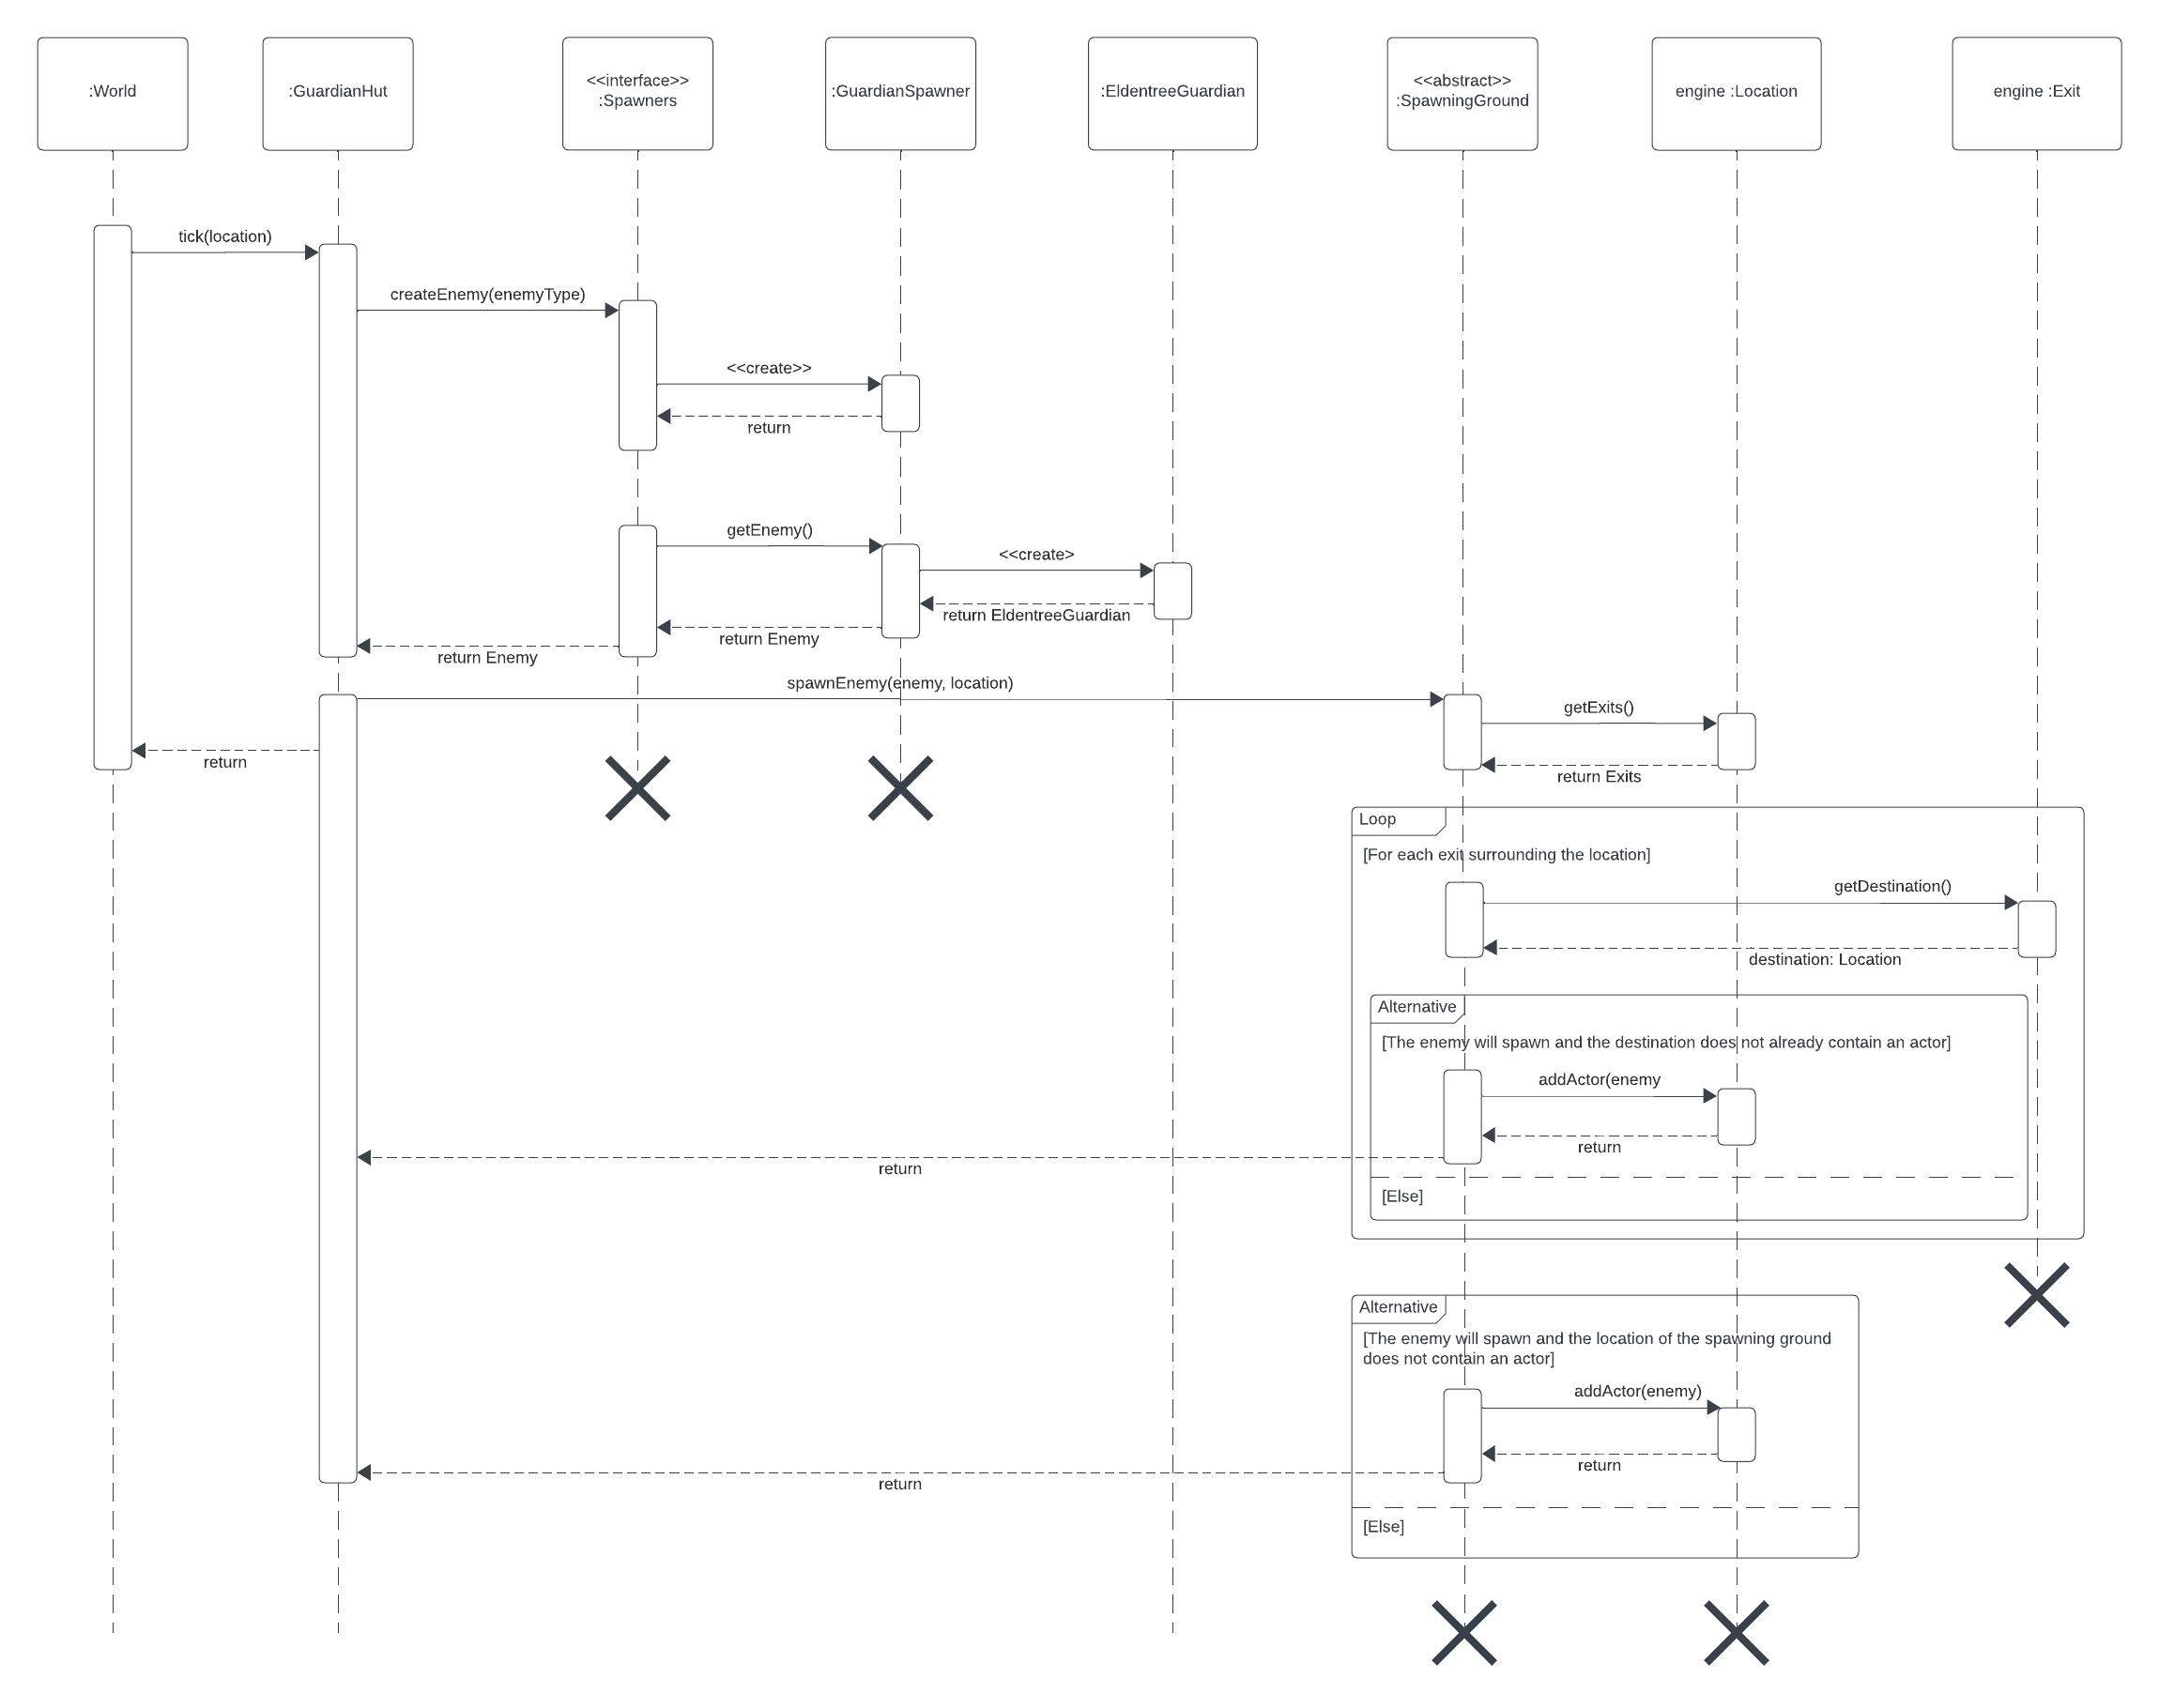 :World
:GuardianHut
<<interface>>
:Spawners
:GuardianSpawner
:EldentreeGuardian
<<abstract>>
:SpawningGround
engine :Location
engine :Exit
tick(location)
createEnemy(enemyType)
<<create>>
return
getEnemy()
<<create>
return EldentreeGuardian
return Enemy
return Enemy
spawnEnemy(enemy, location)
getExits()
return
return Exits
Loop
[For each exit surrounding the location]
getDestination()
destination: Location
Alternative
[The enemy will spawn and the destination does not already contain an actor]
addActor(enemy
return
return
[Else]
Alternative
[The enemy will spawn and the location of the spawning ground
does not contain an actor]
addActor(enemy)
return
return
[Else]